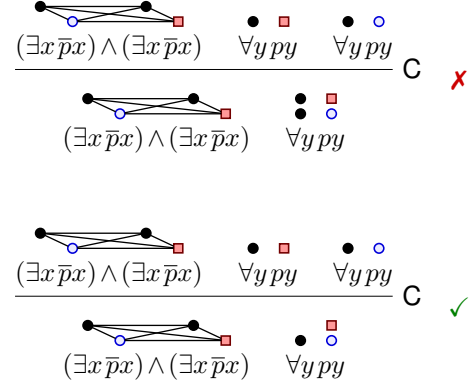 (∃x p̅x) ∧ (∃x p̅x) ∀y py ∀y py
C ✗
(∃x p̅x) ∧ (∃x p̅x) ∀y py
(∃x p̅x) ∧ (∃x p̅x) ∀y py ∀y py
C ✓
(∃x p̅x) ∧ (∃x p̅x) ∀y py